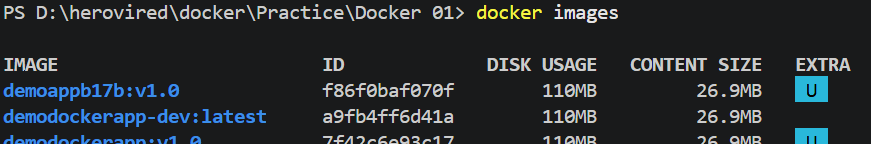 PS D:\herovired\docker\Practice\Docker 01> docker images
IMAGE ID DISK USAGE CONTENT SIZE EXTRA
demoappb17b:v1.0 f86f0baf070f 110MB 26.9MB U
demodockerapp-dev:latest a9fb4ff6d41a 110MB 26.9MB
demodockerapp:v1.0 7f42c6e93c17 110MB 26.9MB U